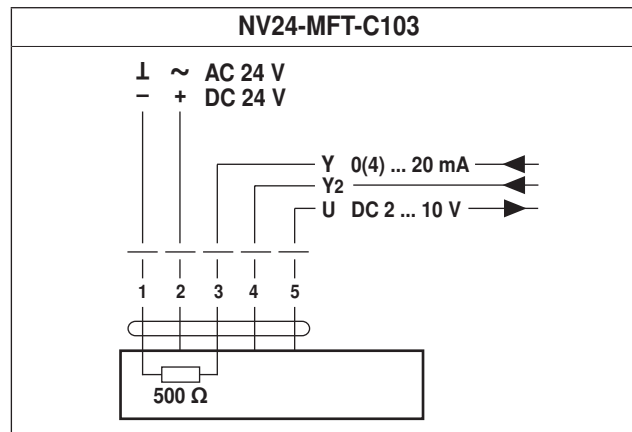 NV24-MFT-C103
⊥ ~ AC 24 V
− + DC 24 V
Y 0(4) ... 20 mA
Y2
U DC 2 ... 10 V
1 2 3 4 5
500 Ω